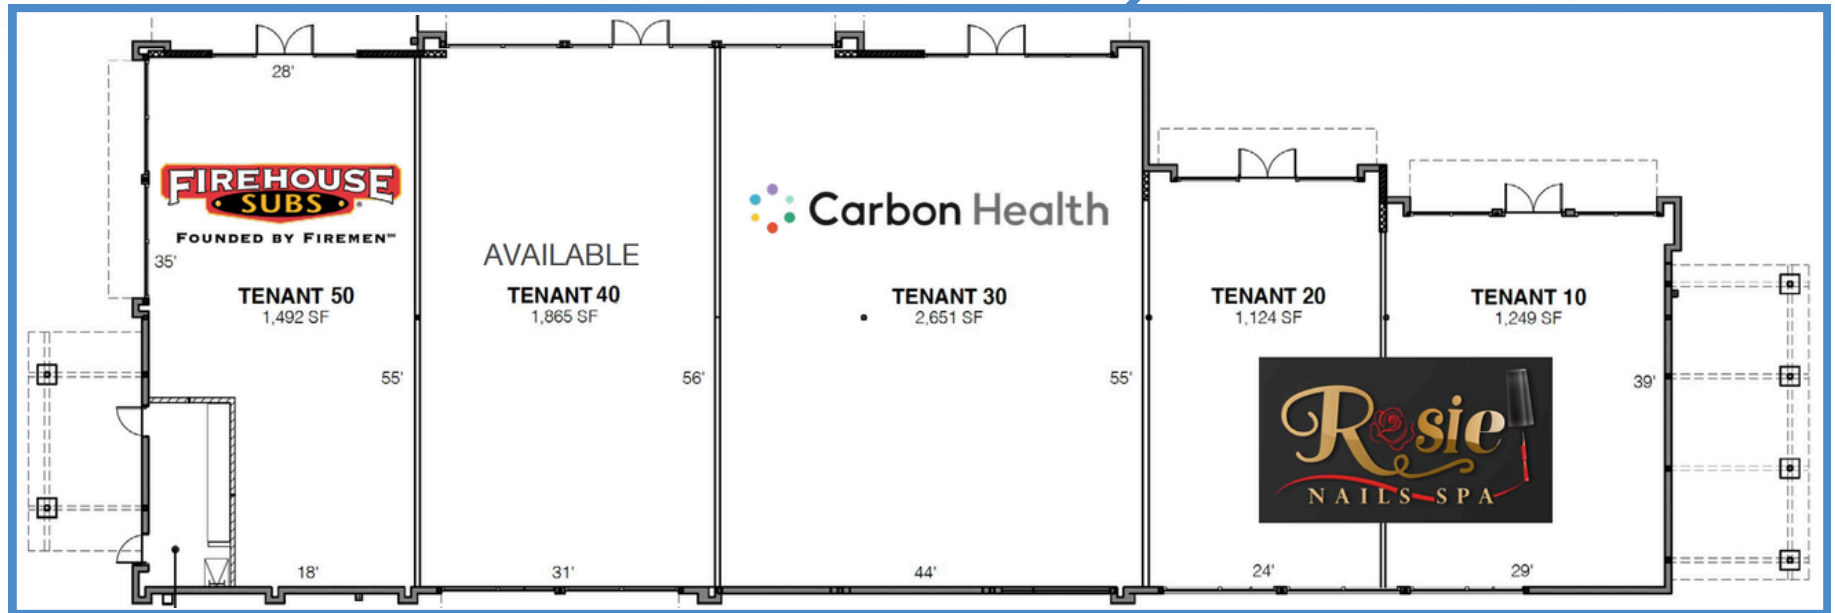 28'
FIREHOUSE
SUBS
FOUNDED BY FIREMEN℠
35'
TENANT 50
1,492 SF
55'
18'
AVAILABLE
TENANT 40
1,865 SF
56'
31'
Carbon Health
TENANT 30
2,651 SF
55'
44'
TENANT 20
1,124 SF
24'
TENANT 10
1,249 SF
39'
29'
Rosie
NAILS SPA